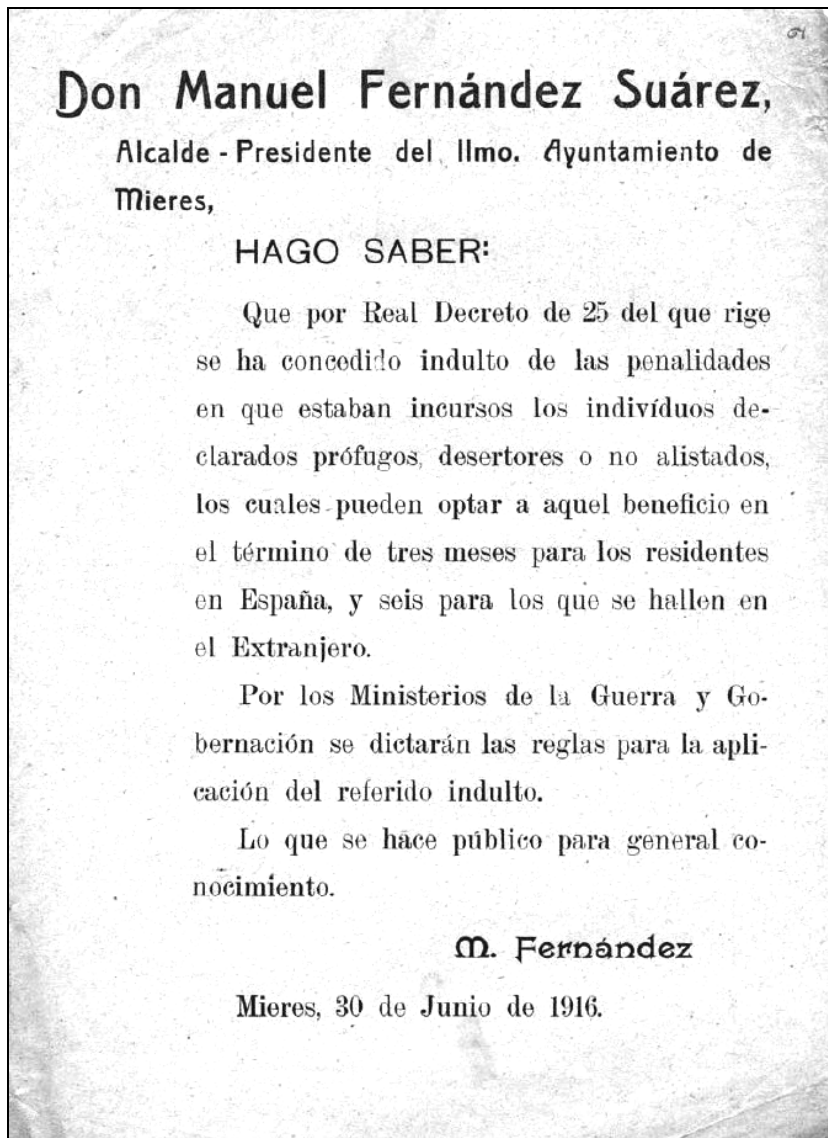 Don Manuel Fernández Suárez,
Alcalde - Presidente del Ilmo. Ayuntamiento de
Mieres,
HAGO SABER:
Que por Real Decreto de 25 del que rige
se ha concedido indulto de las penalidades
en que estaban incursos los indivíduos de-
clarados prófugos, desertores o no alistados,
los cuales pueden optar a aquel beneficio en
el término de tres meses para los residentes
en España, y seis para los que se hallen en
el Extranjero.
Por los Ministerios de la Guerra y Go-
bernación se dictarán las reglas para la apli-
cación del referido indulto.
Lo que se hace público para general co-
nocimiento.
M. Fernández
Mieres, 30 de Junio de 1916.